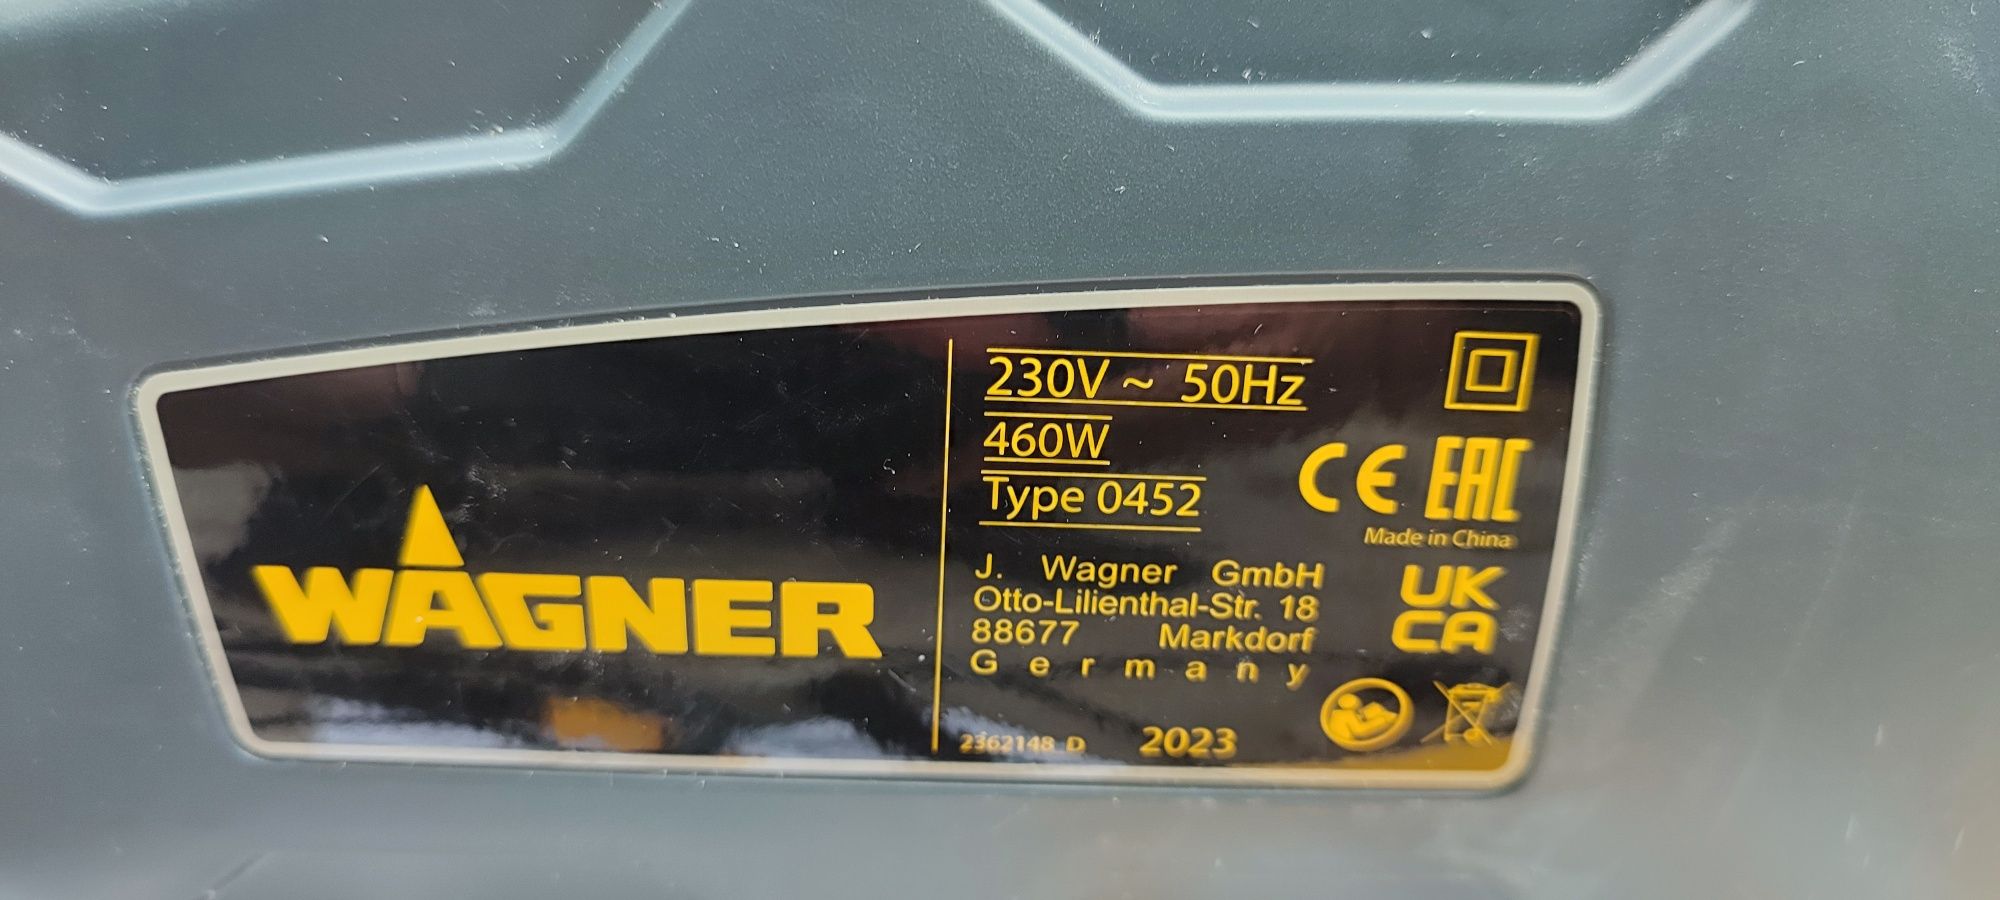 WAGNER
230V ~ 50Hz
460W
Type 0452
CE EAC
Made in China
J. Wagner GmbH
Otto-Lilienthal-Str. 18
88677 Markdorf
Germany
UK
CA
2362148_D 2023